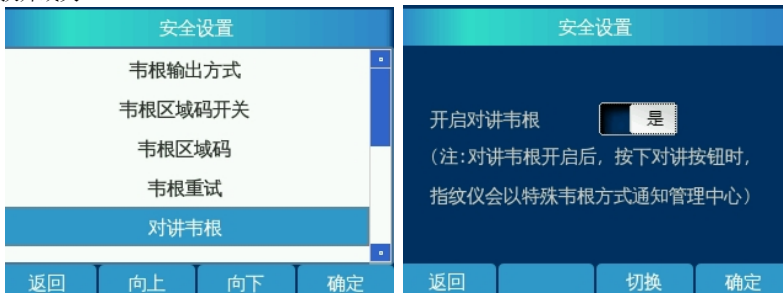 安全设置
韦根输出方式
韦根区域码开关
韦根区域码
韦根重试
对讲韦根
返回 向上 向下 确定
安全设置
开启对讲韦根 是
(注:对讲韦根开启后, 按下对讲按钮时,
指纹仪会以特殊韦根方式通知管理中心)
返回 切换 确定